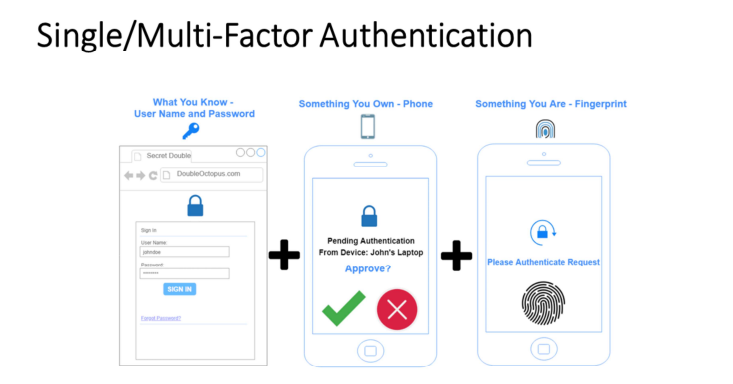 Single/Multi-Factor Authentication
What You Know -
User Name and Password
Something You Own - Phone
Something You Are - Fingerprint
Secret Double
DoubleOctopus.com
Sign in
User Name:
johndoe
Password:
********
SIGN IN
Forgot Password?
Pending Authentication
From Device: John's Laptop
Approve?
Please Authenticate Request